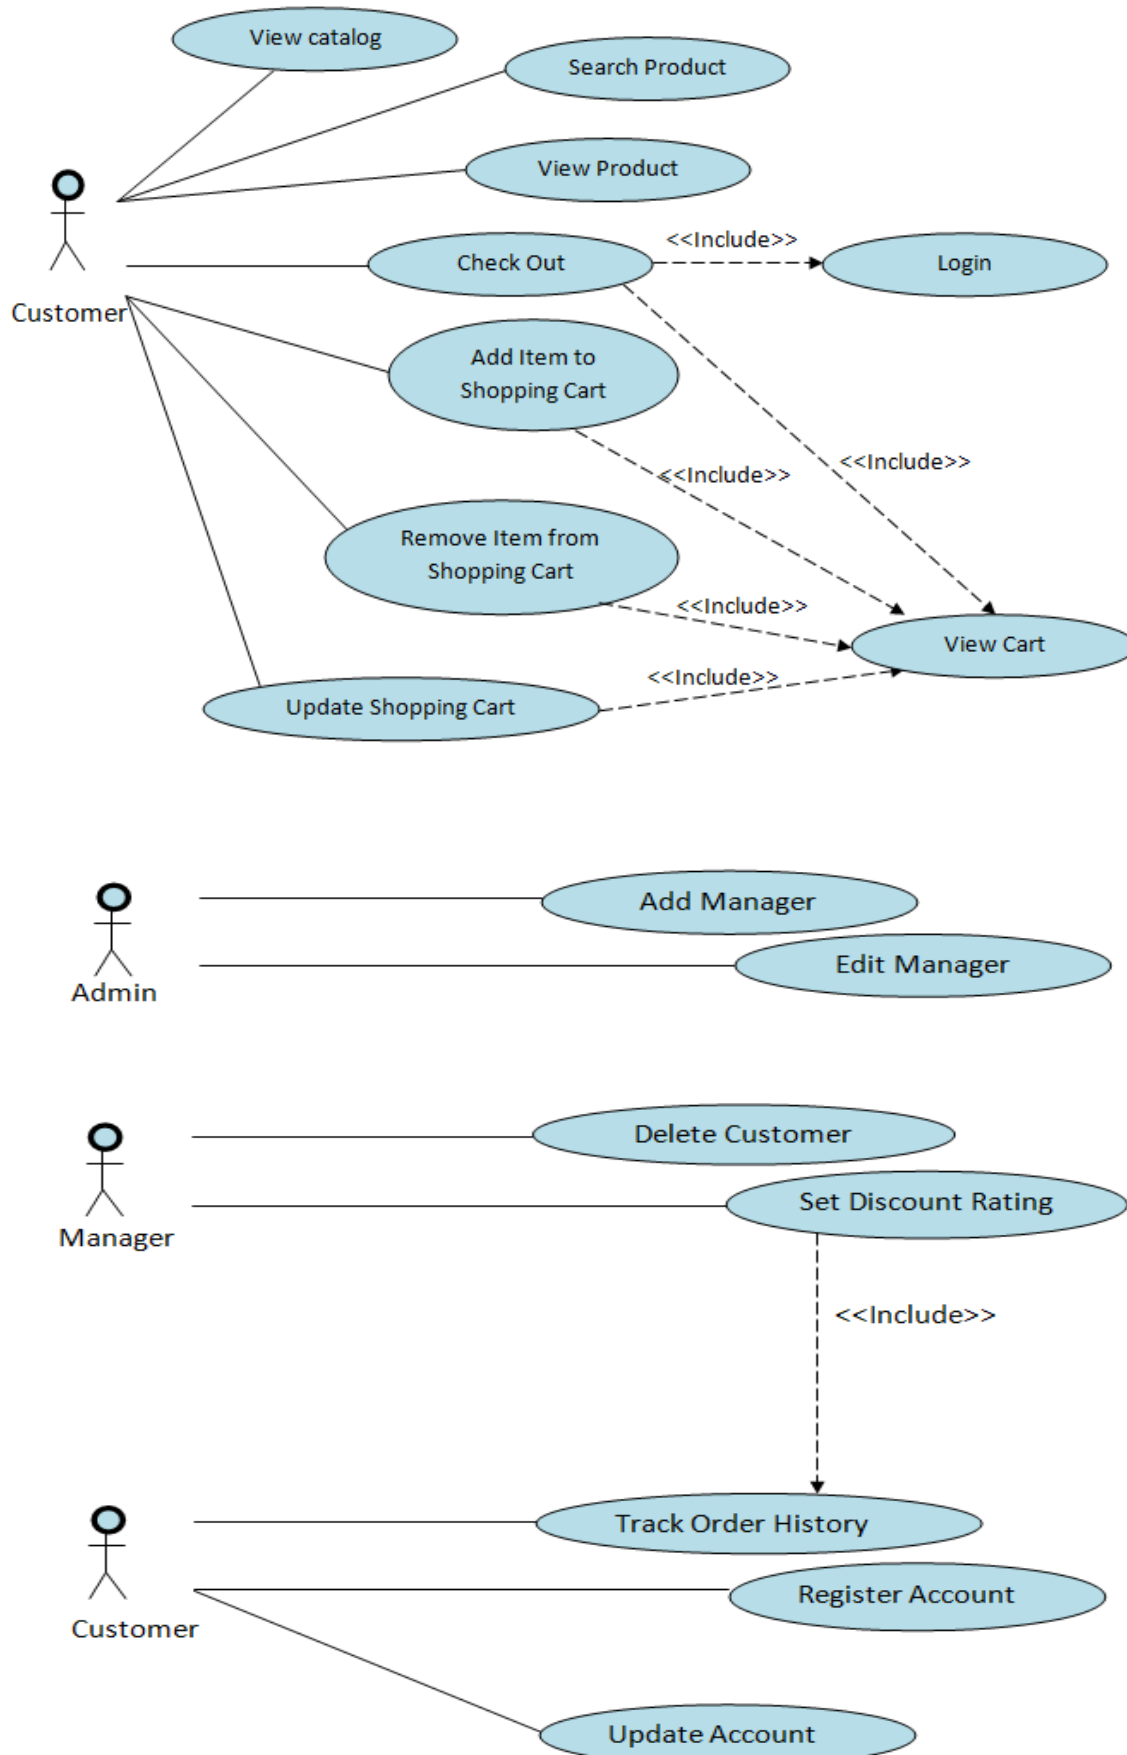 View catalog
Search Product
View Product
<<Include>>
Check Out
Login
Customer
Add Item to
Shopping Cart
<<Include>>
<<Include>>
Remove Item from
Shopping Cart
<<Include>>
View Cart
<<Include>>
Update Shopping Cart
Add Manager
Edit Manager
Admin
Delete Customer
Set Discount Rating
Manager
<<Include>>
Track Order History
Register Account
Customer
Update Account